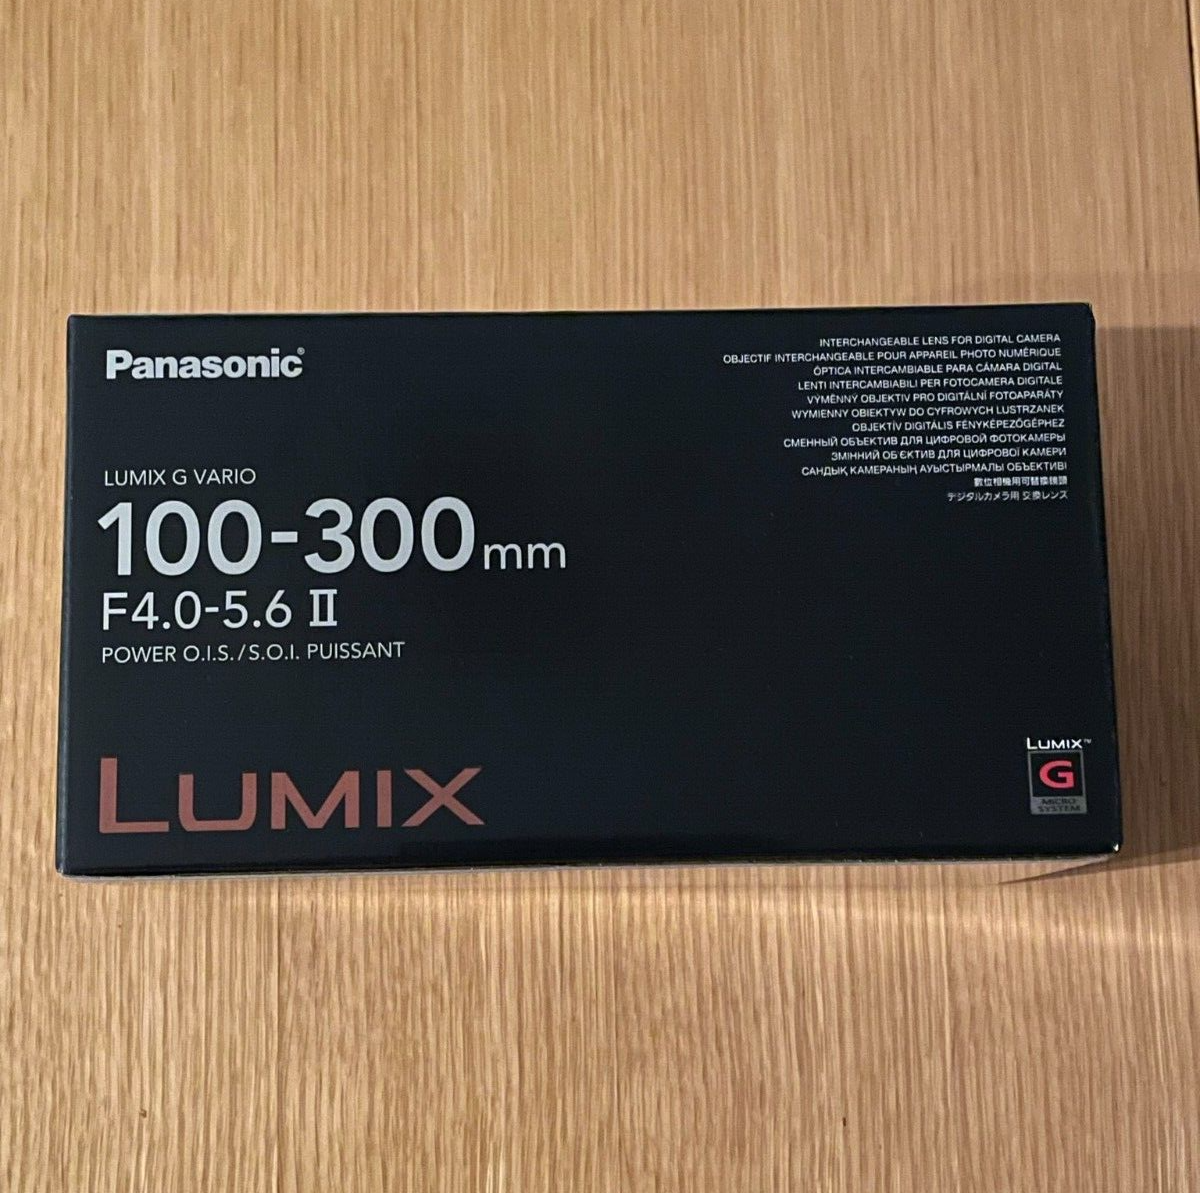 Panasonic®
INTERCHANGEABLE LENS FOR DIGITAL CAMERA
OBJECTIF INTERCHANGEABLE POUR APPAREIL PHOTO NUMÉRIQUE
ÓPTICA INTERCAMBIABLE PARA CÁMARA DIGITAL
LENTI INTERCAMBIABILI PER FOTOCAMERA DIGITALE
VÝMĚNNÝ OBJEKTIV PRO DIGITÁLNÍ FOTOAPARÁTY
WYMIENNY OBIEKTYW DO CYFROWYCH LUSTRZANEK
OBJEKTÍV DIGITÁLIS FÉNYKÉPEZŐGÉPHEZ
СМЕННЫЙ ОБЪЕКТИВ ДЛЯ ЦИФРОВОЙ ФОТОКАМЕРЫ
ЗМІННИЙ ОБ'ЄКТИВ ДЛЯ ЦИФРОВОЇ КАМЕРИ
САНДЫҚ КАМЕРАНЫҢ АУЫСТЫРМАЛЫ ОБЪЕКТИВІ
數位相機用可替換鏡頭
デジタルカメラ用 交換レンズ
LUMIX G VARIO
100-300mm
F4.0-5.6 II
POWER O.I.S./S.O.I. PUISSANT
LUMIX
LUMIX™
G
MICRO
SYSTEM